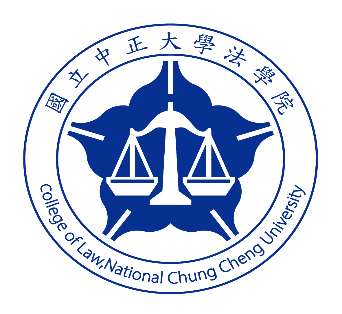 國立中正大學法學院
College of Law,National Chung Cheng University